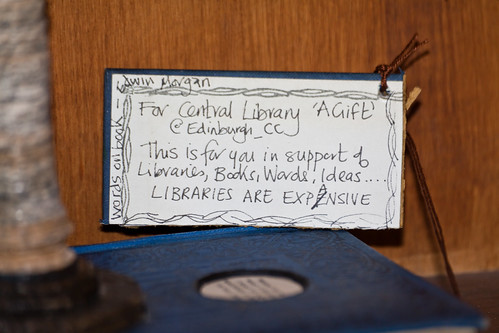 words on book – Edwin Morgan
For Central Library 'A Gift'
@Edinburgh_CC
This is for you in support of
Libraries, Books, Words, Ideas....
LIBRARIES ARE EXPANSIVE